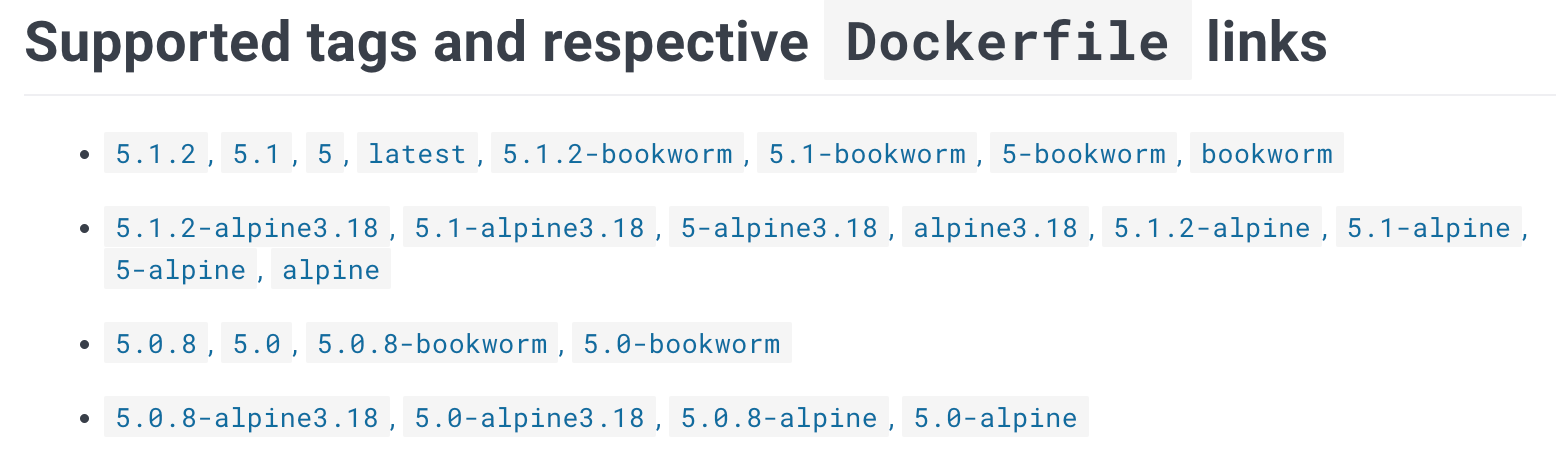 Supported tags and respective Dockerfile links
• 5.1.2, 5.1, 5, latest, 5.1.2-bookworm, 5.1-bookworm, 5-bookworm, bookworm
• 5.1.2-alpine3.18, 5.1-alpine3.18, 5-alpine3.18, alpine3.18, 5.1.2-alpine, 5.1-alpine,
5-alpine, alpine
• 5.0.8, 5.0, 5.0.8-bookworm, 5.0-bookworm
• 5.0.8-alpine3.18, 5.0-alpine3.18, 5.0.8-alpine, 5.0-alpine